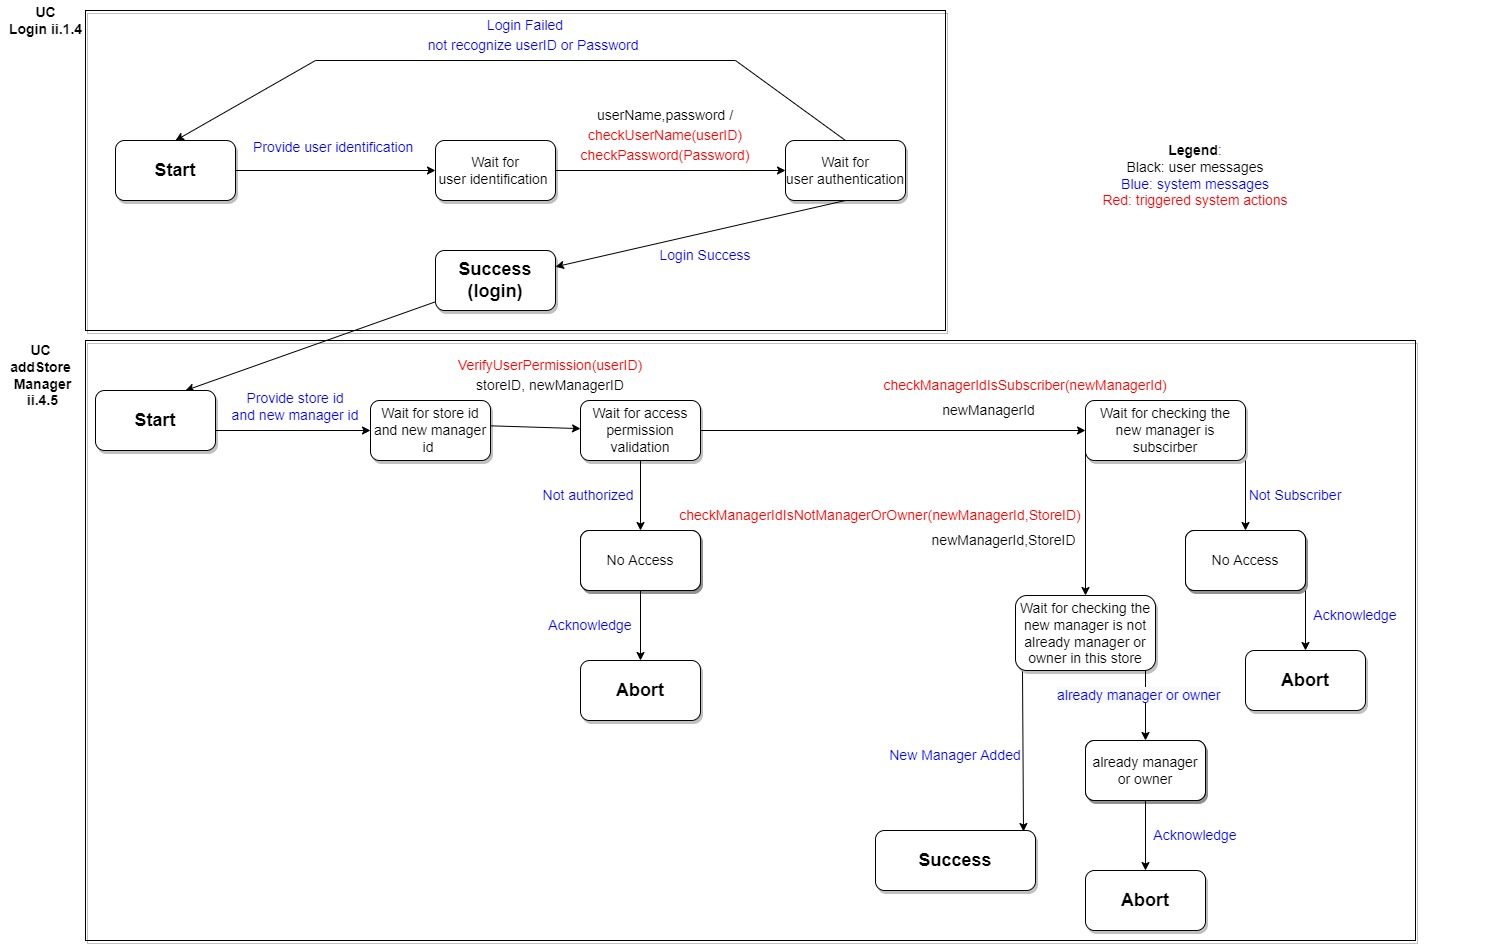 UC
Login ii.1.4
Login Failed
not recognize userID or Password
userName,password /
checkUserName(userID)
checkPassword(Password)
Start
Provide user identification
Wait for
user identification
Wait for
user authentication
Success
(login)
Login Success
Legend:
Black: user messages
Blue: system messages
Red: triggered system actions
UC
addStore
Manager
ii.4.5
Start
Provide store id
and new manager id
Wait for store id
and new manager
id
VerifyUserPermission(userID)
storeID, newManagerID
Wait for access
permission
validation
checkManagerIdIsSubscriber(newManagerId)
newManagerId
Wait for checking the
new manager is
subscirber
Not authorized
checkManagerIdIsNotManagerOrOwner(newManagerId,StoreID)
newManagerId,StoreID
Not Subscriber
No Access
No Access
Acknowledge
Wait for checking the
new manager is not
already manager or
owner in this store
Acknowledge
Abort
already manager or owner
Abort
New Manager Added
already manager
or owner
Acknowledge
Success
Abort